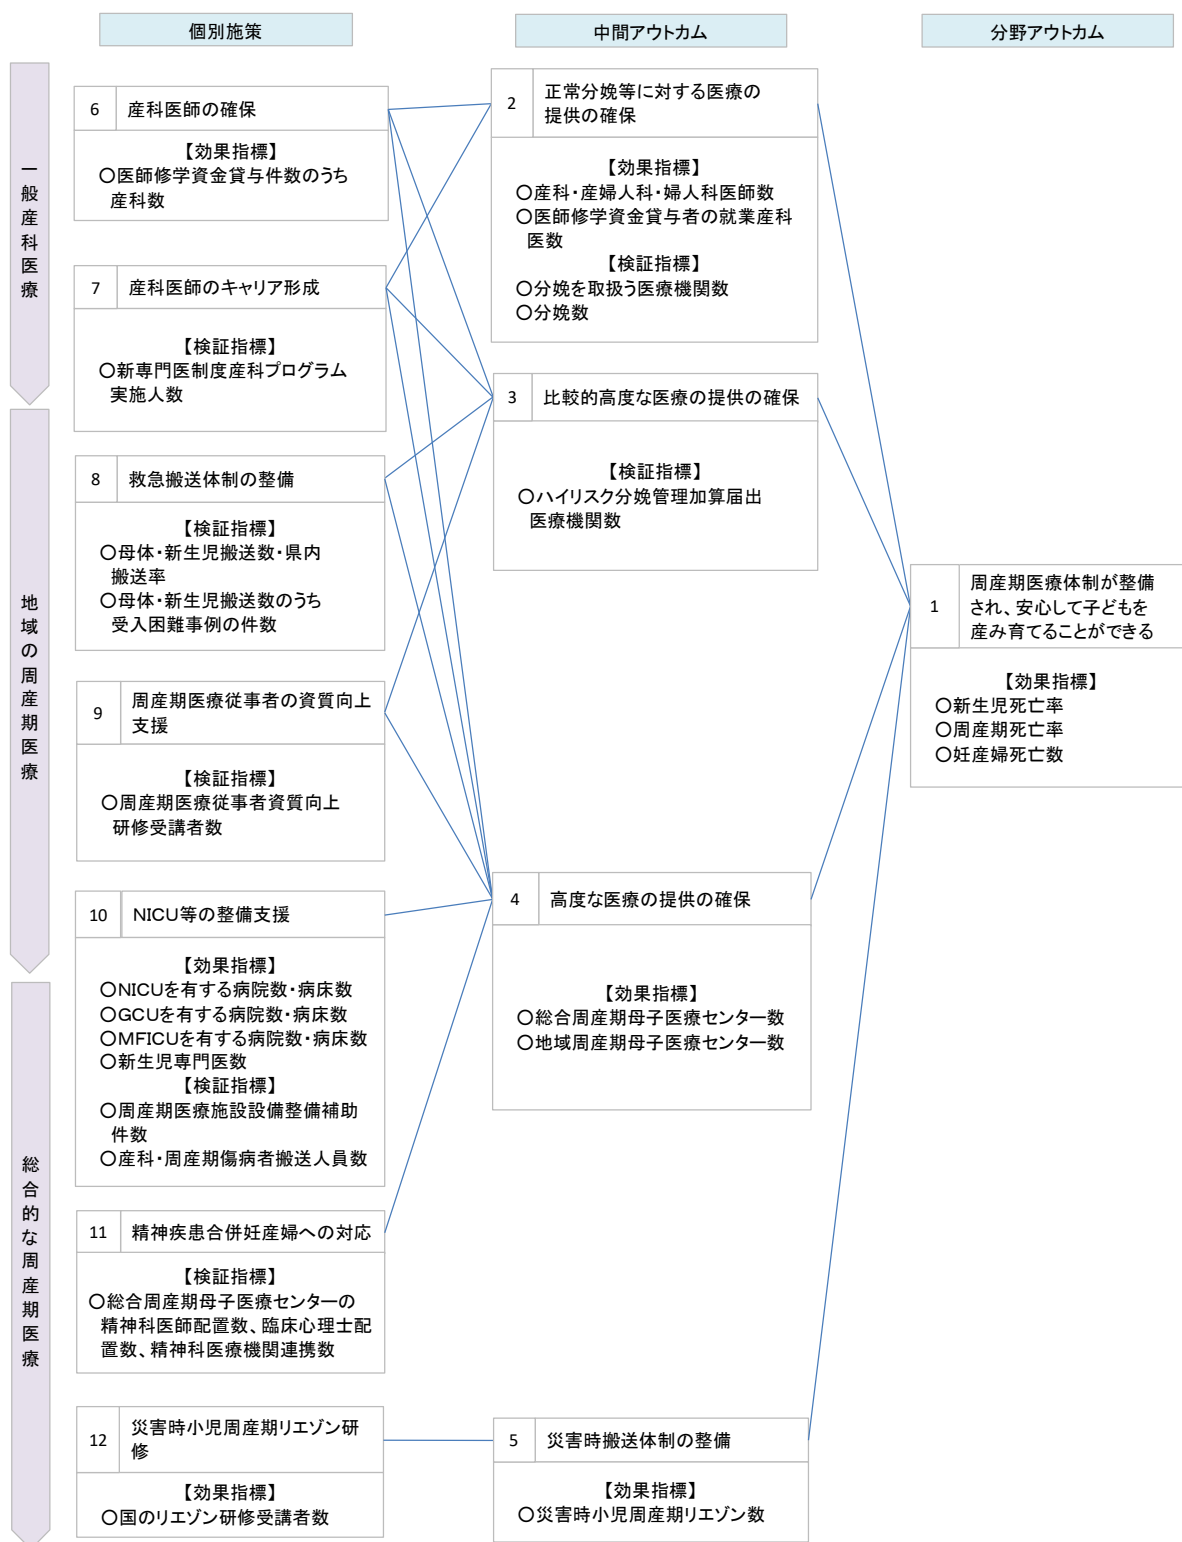 個別施策
中間アウトカム
分野アウトカム
一般産科医療
地域の周産期医療
総合的な周産期医療
6 産科医師の確保
【効果指標】
〇医師修学資金貸与件数のうち
産科数
7 産科医師のキャリア形成
【検証指標】
〇新専門医制度産科プログラム
実施人数
8 救急搬送体制の整備
【検証指標】
〇母体・新生児搬送数・県内
搬送率
〇母体・新生児搬送数のうち
受入困難事例の件数
9 周産期医療従事者の資質向上
支援
【検証指標】
〇周産期医療従事者資質向上
研修受講者数
10 NICU等の整備支援
【効果指標】
〇NICUを有する病院数・病床数
〇GCUを有する病院数・病床数
〇MFICUを有する病院数・病床数
〇新生児専門医数
【検証指標】
〇周産期医療施設設備整備補助
件数
〇産科・周産期傷病者搬送人員数
11 精神疾患合併妊産婦への対応
【検証指標】
〇総合周産期母子医療センターの
精神科医師配置数、臨床心理士配
置数、精神科医療機関連携数
12 災害時小児周産期リエゾン研
修
【効果指標】
〇国のリエゾン研修受講者数
2 正常分娩等に対する医療の
提供の確保
【効果指標】
〇産科・産婦人科・婦人科医師数
〇医師修学資金貸与者の就業産科
医数
【検証指標】
〇分娩を取扱う医療機関数
〇分娩数
3 比較的高度な医療の提供の確保
【検証指標】
〇ハイリスク分娩管理加算届出
医療機関数
4 高度な医療の提供の確保
【効果指標】
〇総合周産期母子医療センター数
〇地域周産期母子医療センター数
5 災害時搬送体制の整備
【効果指標】
〇災害時小児周産期リエゾン数
1 周産期医療体制が整備
され、安心して子どもを
産み育てることができる
【効果指標】
〇新生児死亡率
〇周産期死亡率
〇妊産婦死亡数